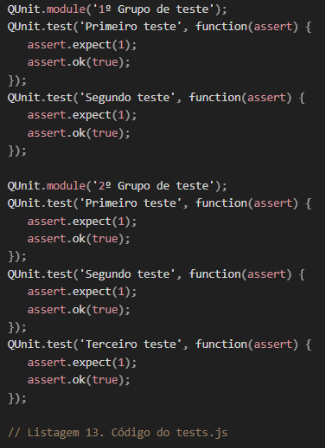 QUnit.module('1º Grupo de teste');
QUnit.test('Primeiro teste', function(assert) {
   assert.expect(1);
   assert.ok(true);
});
QUnit.test('Segundo teste', function(assert) {
   assert.expect(1);
   assert.ok(true);
});

QUnit.module('2º Grupo de teste');
QUnit.test('Primeiro teste', function(assert) {
   assert.expect(1);
   assert.ok(true);
});
QUnit.test('Segundo teste', function(assert) {
   assert.expect(1);
   assert.ok(true);
});
QUnit.test('Terceiro teste', function(assert) {
   assert.expect(1);
   assert.ok(true);
});

// Listagem 13. Código do tests.js